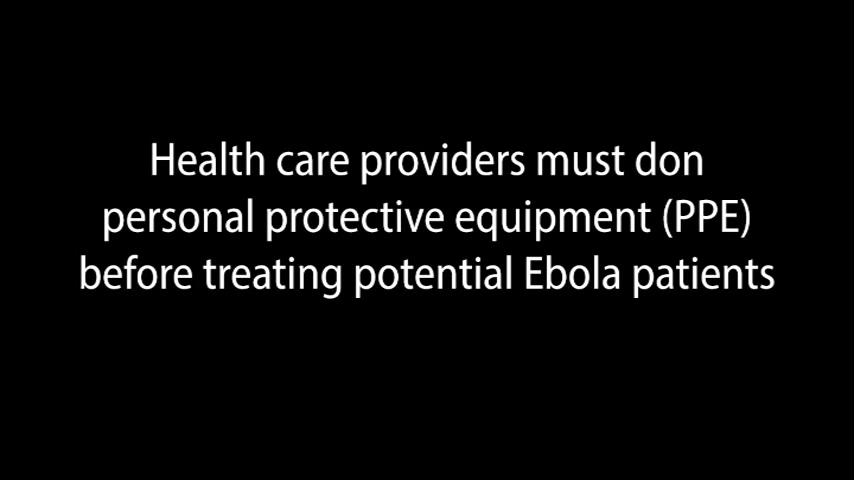 Health care providers must don
personal protective equipment (PPE)
before treating potential Ebola patients